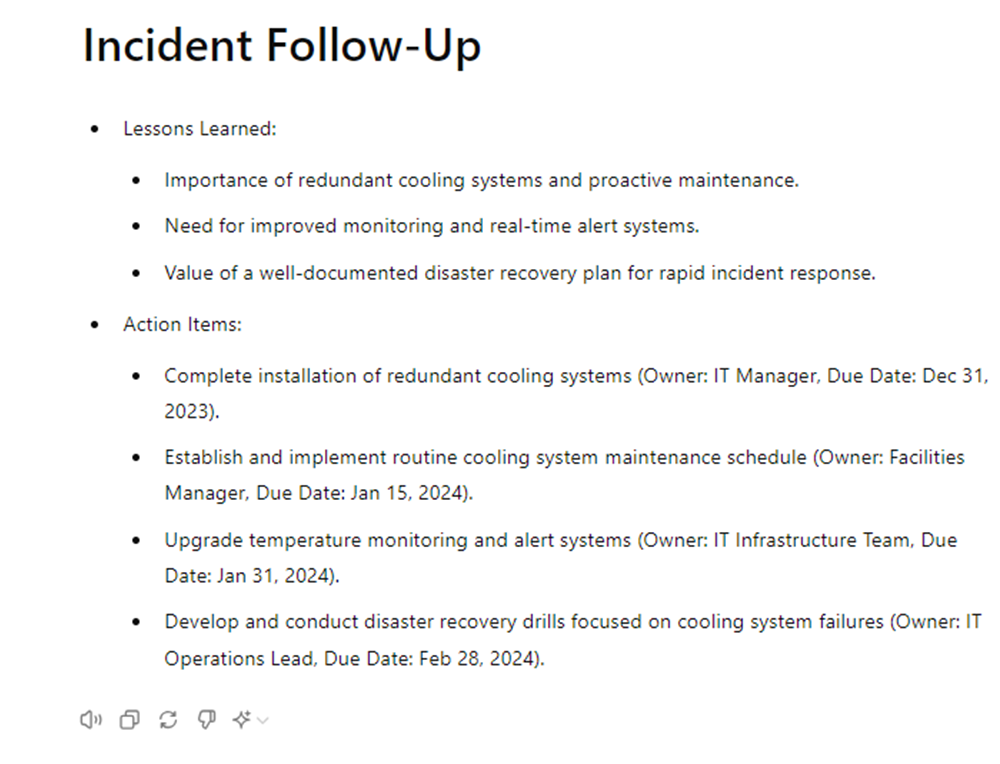 Incident Follow-Up
Lessons Learned:
Importance of redundant cooling systems and proactive maintenance.
Need for improved monitoring and real-time alert systems.
Value of a well-documented disaster recovery plan for rapid incident response.
Action Items:
Complete installation of redundant cooling systems (Owner: IT Manager, Due Date: Dec 31,
2023).
Establish and implement routine cooling system maintenance schedule (Owner: Facilities
Manager, Due Date: Jan 15, 2024).
Upgrade temperature monitoring and alert systems (Owner: IT Infrastructure Team, Due
Date: Jan 31, 2024).
Develop and conduct disaster recovery drills focused on cooling system failures (Owner: IT
Operations Lead, Due Date: Feb 28, 2024).